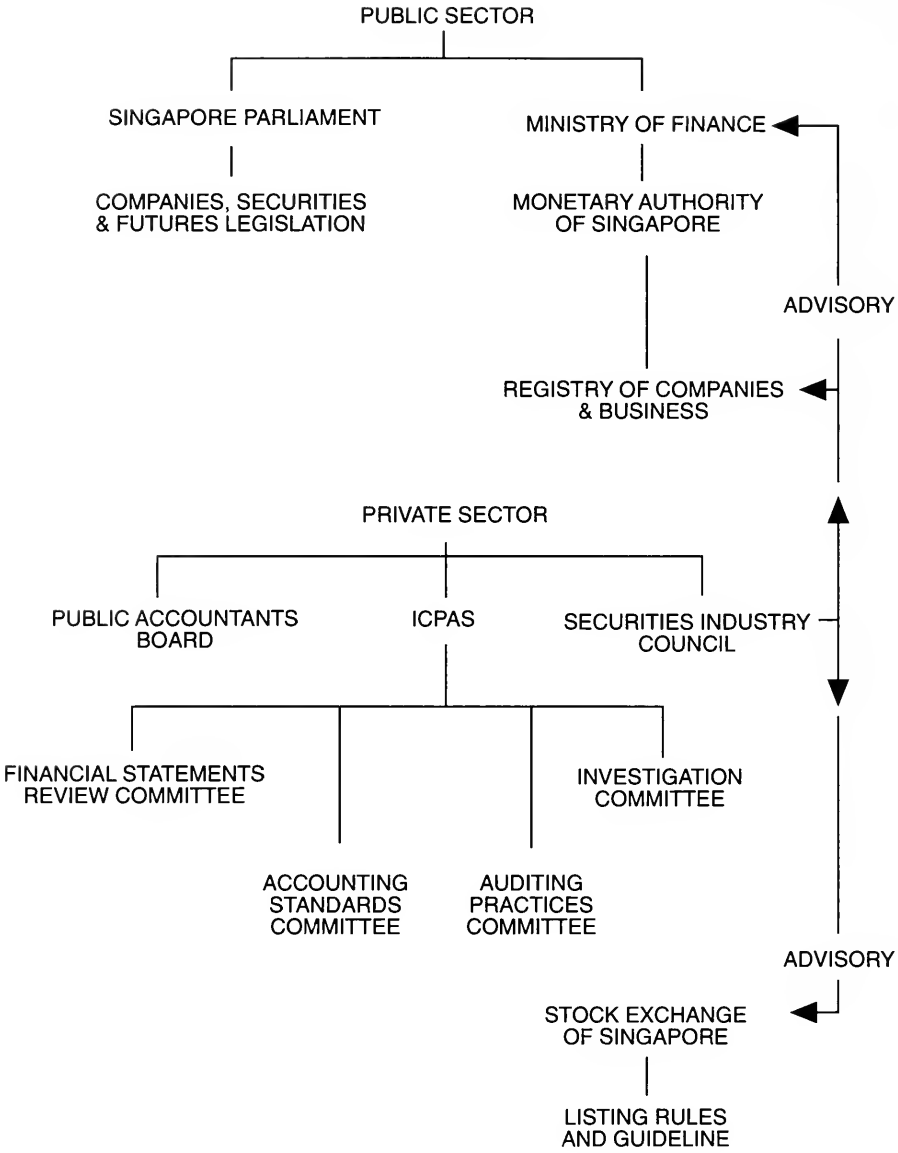 PUBLIC SECTOR
SINGAPORE PARLIAMENT
MINISTRY OF FINANCE
COMPANIES, SECURITIES
& FUTURES LEGISLATION
MONETARY AUTHORITY
OF SINGAPORE
ADVISORY
REGISTRY OF COMPANIES
& BUSINESS
PRIVATE SECTOR
PUBLIC ACCOUNTANTS
BOARD
ICPAS
SECURITIES INDUSTRY
COUNCIL
FINANCIAL STATEMENTS
REVIEW COMMITTEE
INVESTIGATION
COMMITTEE
ACCOUNTING
STANDARDS
COMMITTEE
AUDITING
PRACTICES
COMMITTEE
ADVISORY
STOCK EXCHANGE
OF SINGAPORE
LISTING RULES
AND GUIDELINE